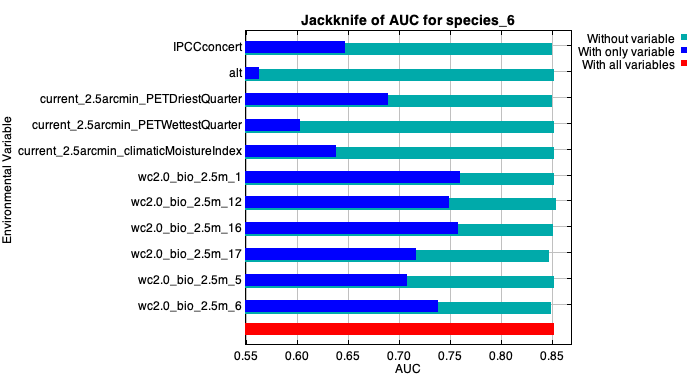 Jackknife of AUC for species_6
Without variable
With only variable
With all variables
Environmental Variable
IPCCconcert
alt
current_2.5arcmin_PETDriestQuarter
current_2.5arcmin_PETWettestQuarter
current_2.5arcmin_climaticMoistureIndex
wc2.0_bio_2.5m_1
wc2.0_bio_2.5m_12
wc2.0_bio_2.5m_16
wc2.0_bio_2.5m_17
wc2.0_bio_2.5m_5
wc2.0_bio_2.5m_6
0.55 0.60 0.65 0.70 0.75 0.80 0.85
AUC